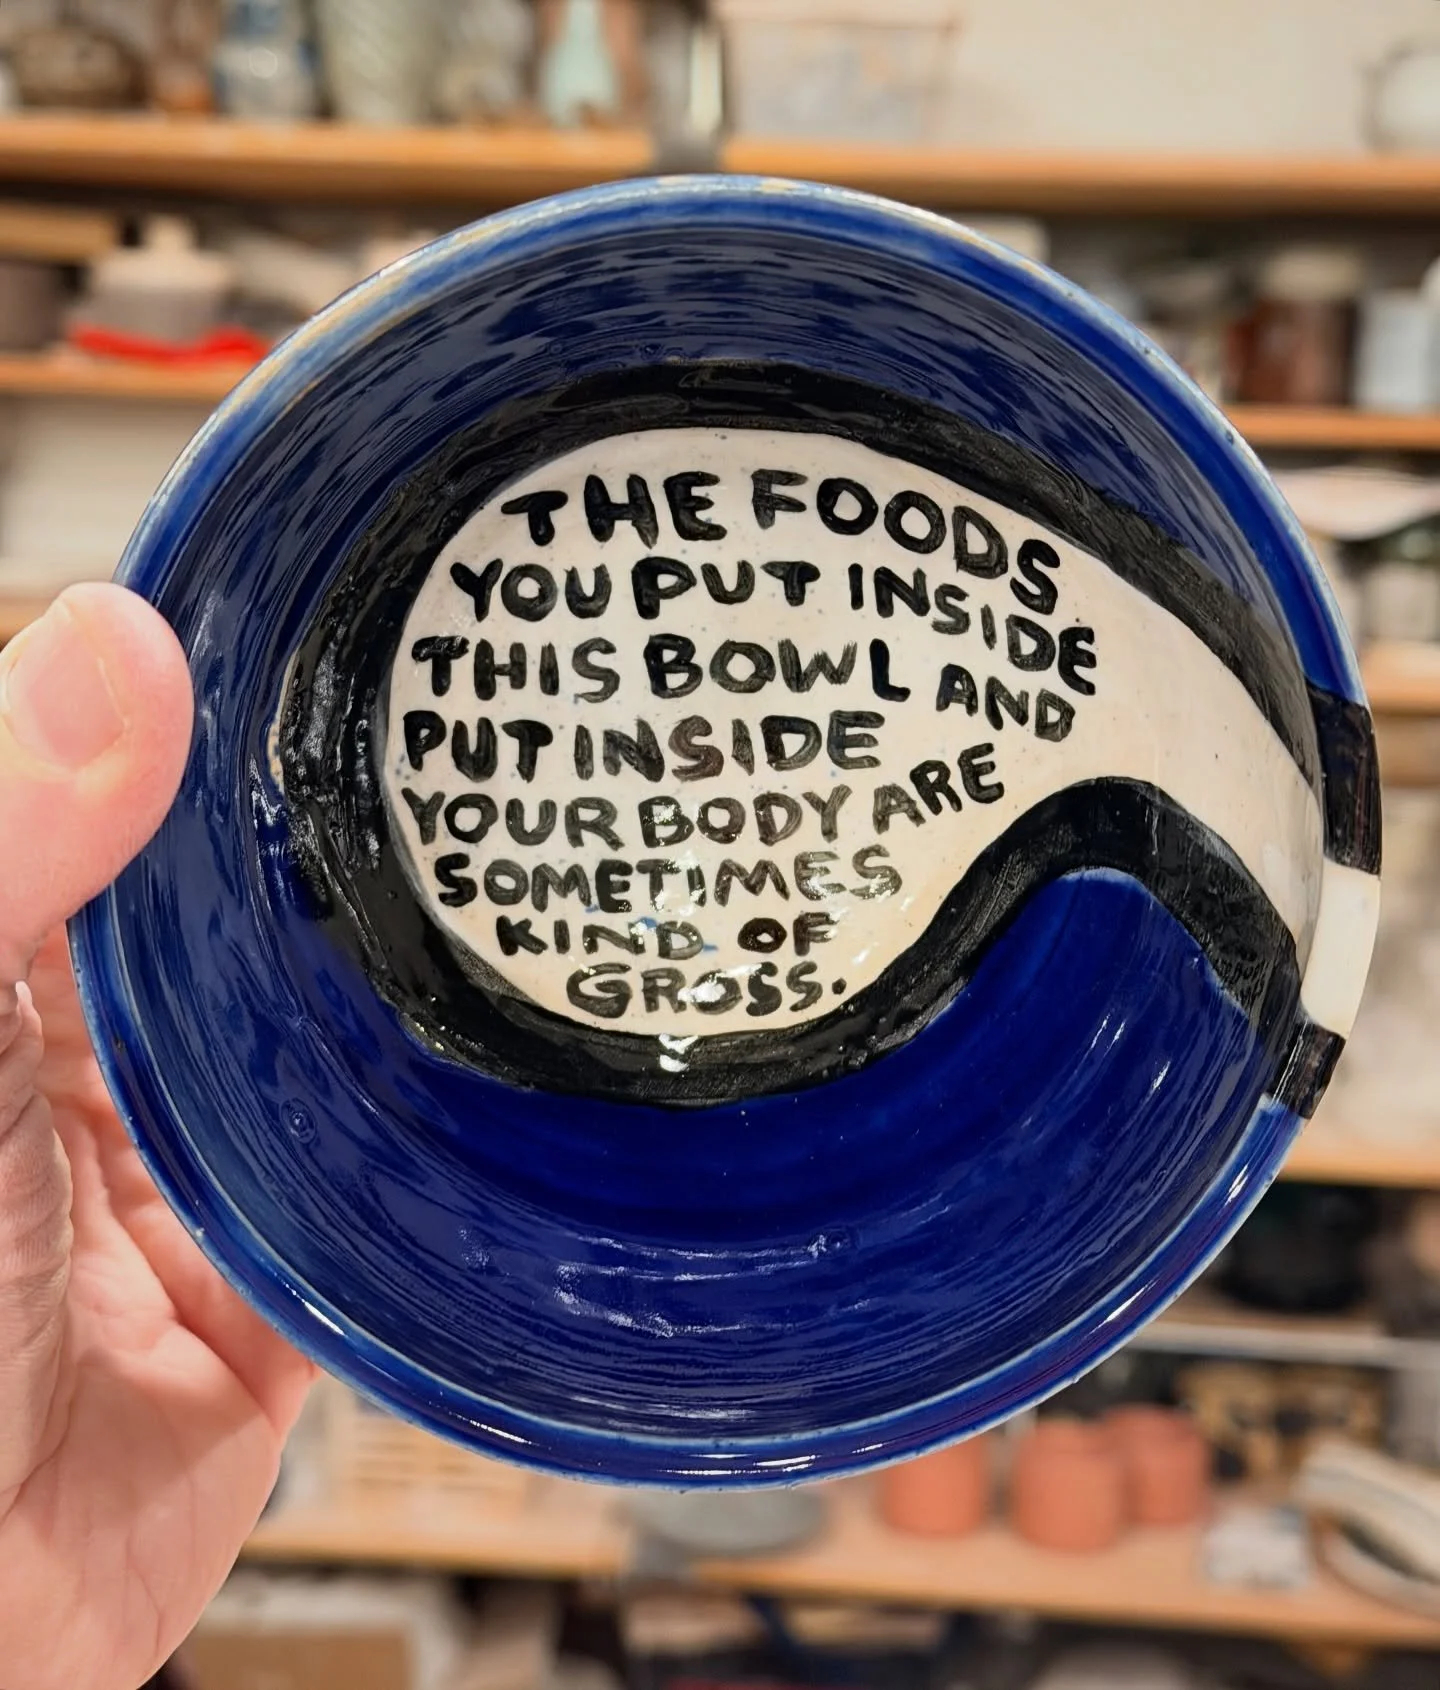 THE FOODS
YOU PUT INSIDE
THIS BOWL AND
PUT INSIDE
YOUR BODY ARE
SOMETIMES
KIND OF
GROSS.